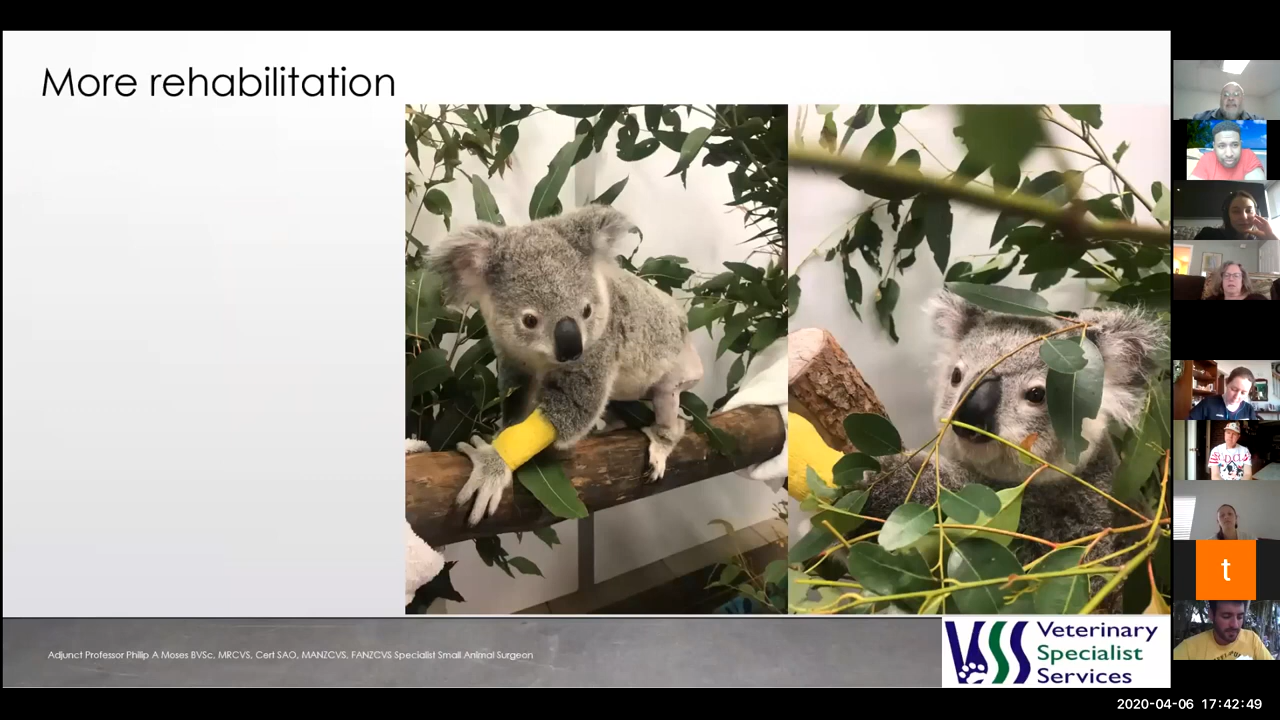 More rehabilitation
Adjunct Professor Philip A Moses BVSc, MRCVS, Cert SAO, MANZCVS, FANZCVS Specialist Small Animal Surgeon
VSS Veterinary
Specialist
Services
t
2020-04-06 17:42:49